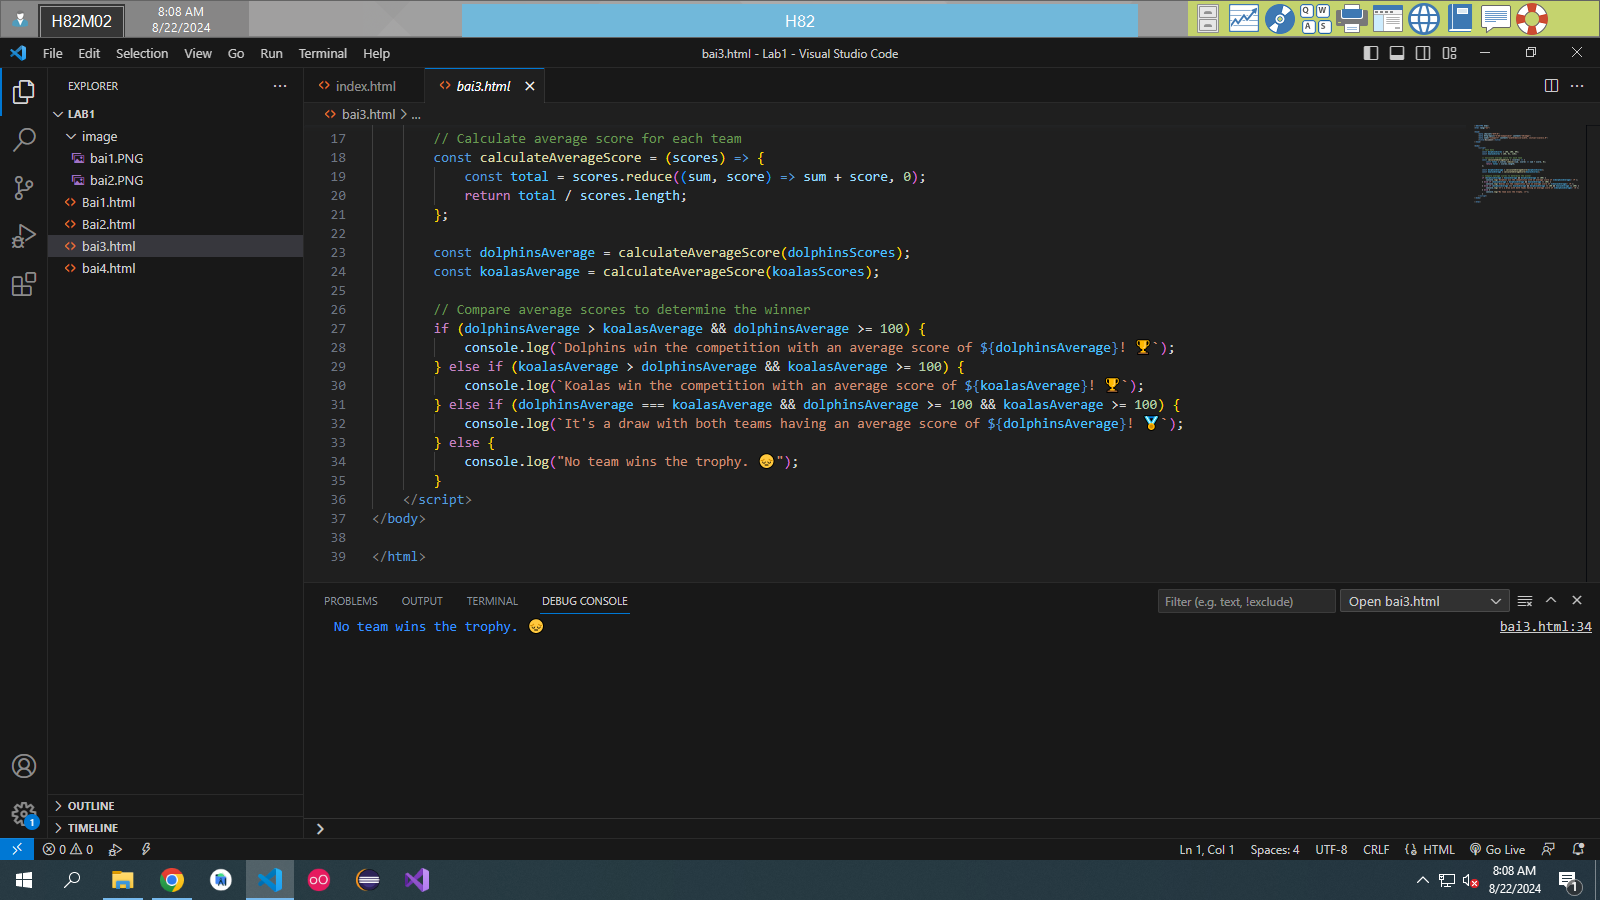 H82M02
8:08 AM
8/22/2024
H82
Q W
A S
File Edit Selection View Go Run Terminal Help
bai3.html - Lab1 - Visual Studio Code
EXPLORER
LAB1
image
bai1.PNG
bai2.PNG
Bai1.html
Bai2.html
bai3.html
bai4.html
OUTLINE
TIMELINE
index.html
bai3.html
bai3.html > ...
17 // Calculate average score for each team
18 const calculateAverageScore = (scores) => {
19 const total = scores.reduce((sum, score) => sum + score, 0);
20 return total / scores.length;
21 };
22
23 const dolphinsAverage = calculateAverageScore(dolphinsScores);
24 const koalasAverage = calculateAverageScore(koalasScores);
25
26 // Compare average scores to determine the winner
27 if (dolphinsAverage > koalasAverage && dolphinsAverage >= 100) {
28 console.log(`Dolphins win the competition with an average score of ${dolphinsAverage}! 🏆`);
29 } else if (koalasAverage > dolphinsAverage && koalasAverage >= 100) {
30 console.log(`Koalas win the competition with an average score of ${koalasAverage}! 🏆`);
31 } else if (dolphinsAverage === koalasAverage && dolphinsAverage >= 100 && koalasAverage >= 100) {
32 console.log(`It's a draw with both teams having an average score of ${dolphinsAverage}! 🏅`);
33 } else {
34 console.log("No team wins the trophy. 😞");
35 }
36 </script>
37 </body>
38
39 </html>
PROBLEMS OUTPUT TERMINAL DEBUG CONSOLE
Filter (e.g. text, !exclude)
Open bai3.html
No team wins the trophy. 😞
bai3.html:34
1
0 0
Ln 1, Col 1 Spaces: 4 UTF-8 CRLF HTML Go Live
8:08 AM
8/22/2024
1